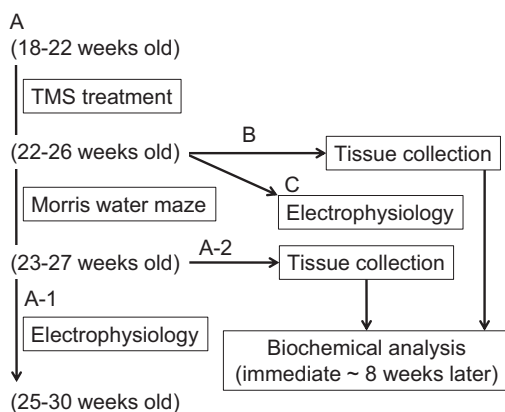 A
(18-22 weeks old)
TMS treatment
B
(22-26 weeks old)
Tissue collection
C
Morris water maze
Electrophysiology
A-2
(23-27 weeks old)
Tissue collection
A-1
Electrophysiology
Biochemical analysis
(immediate ~ 8 weeks later)
(25-30 weeks old)